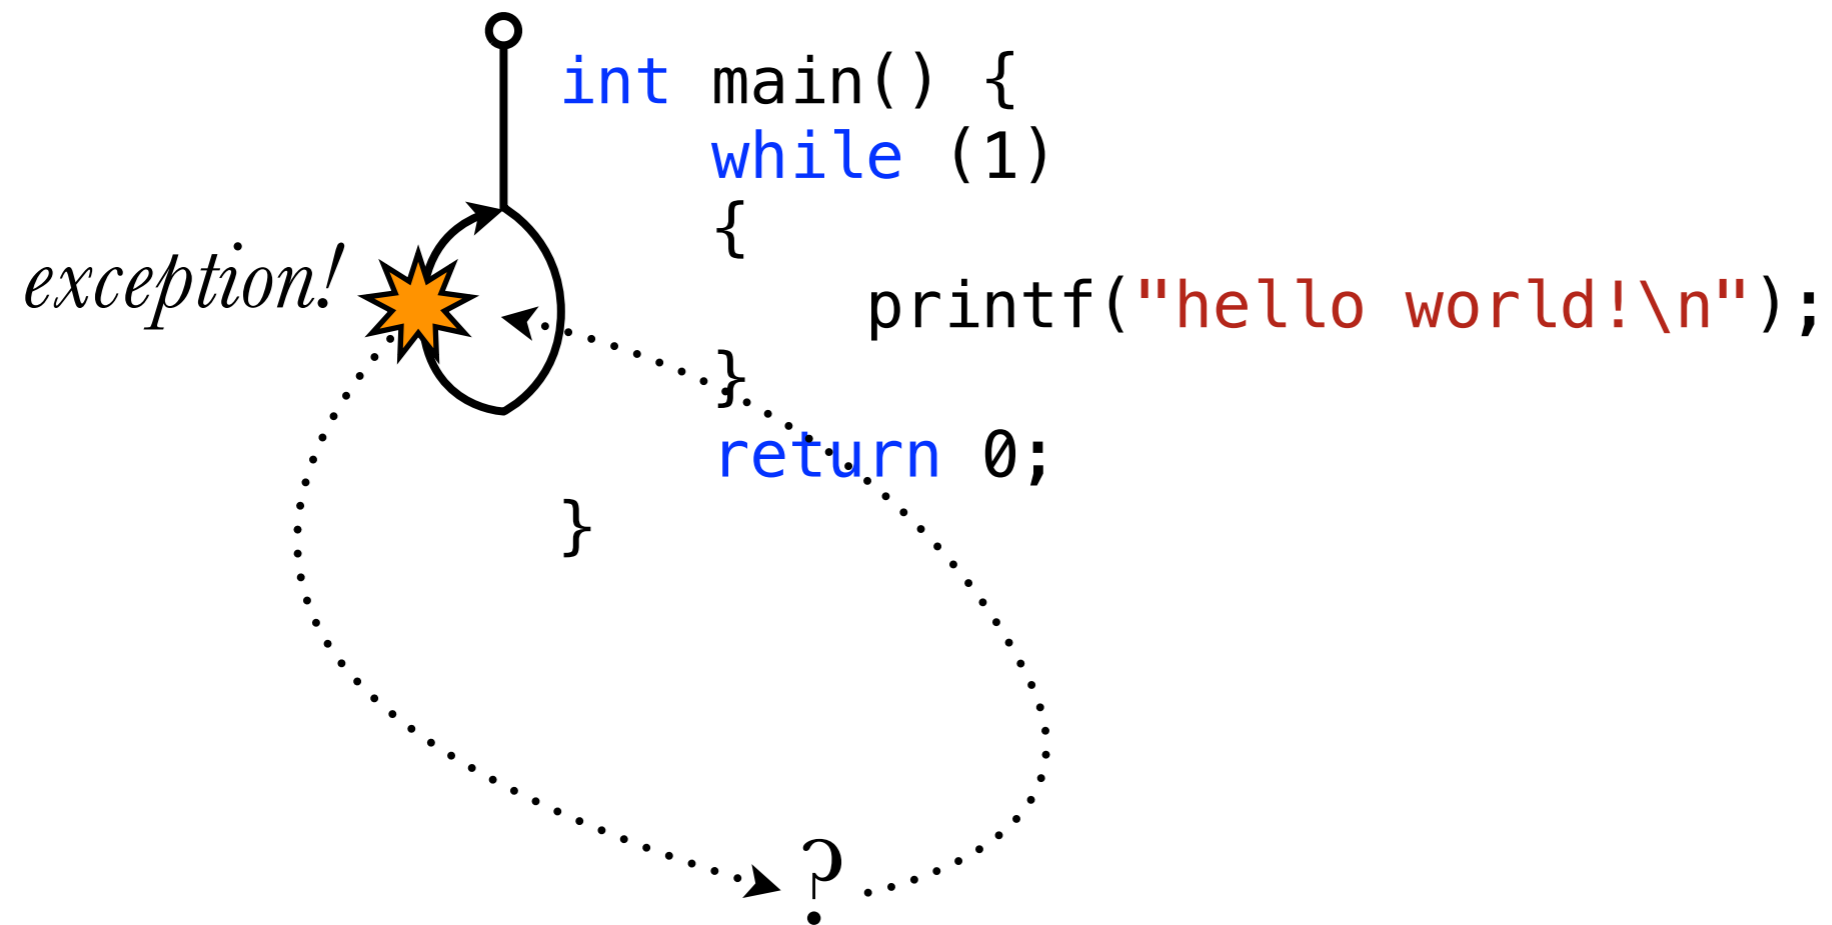 int main() {
while (1)
{
exception!
printf("hello world!\n");
}
return 0;
}
?